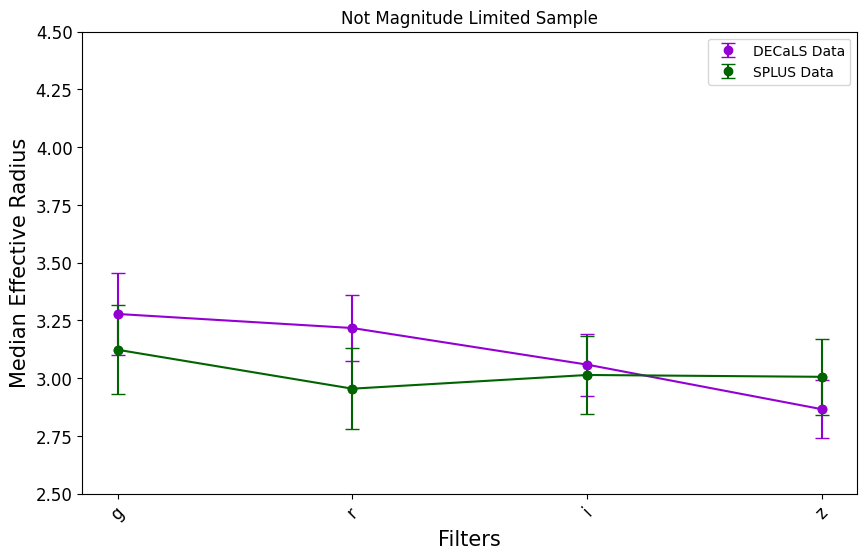 Not Magnitude Limited Sample
DECaLS Data
SPLUS Data
Median Effective Radius
4.50
4.25
4.00
3.75
3.50
3.25
3.00
2.75
2.50
g
r
i
z
Filters